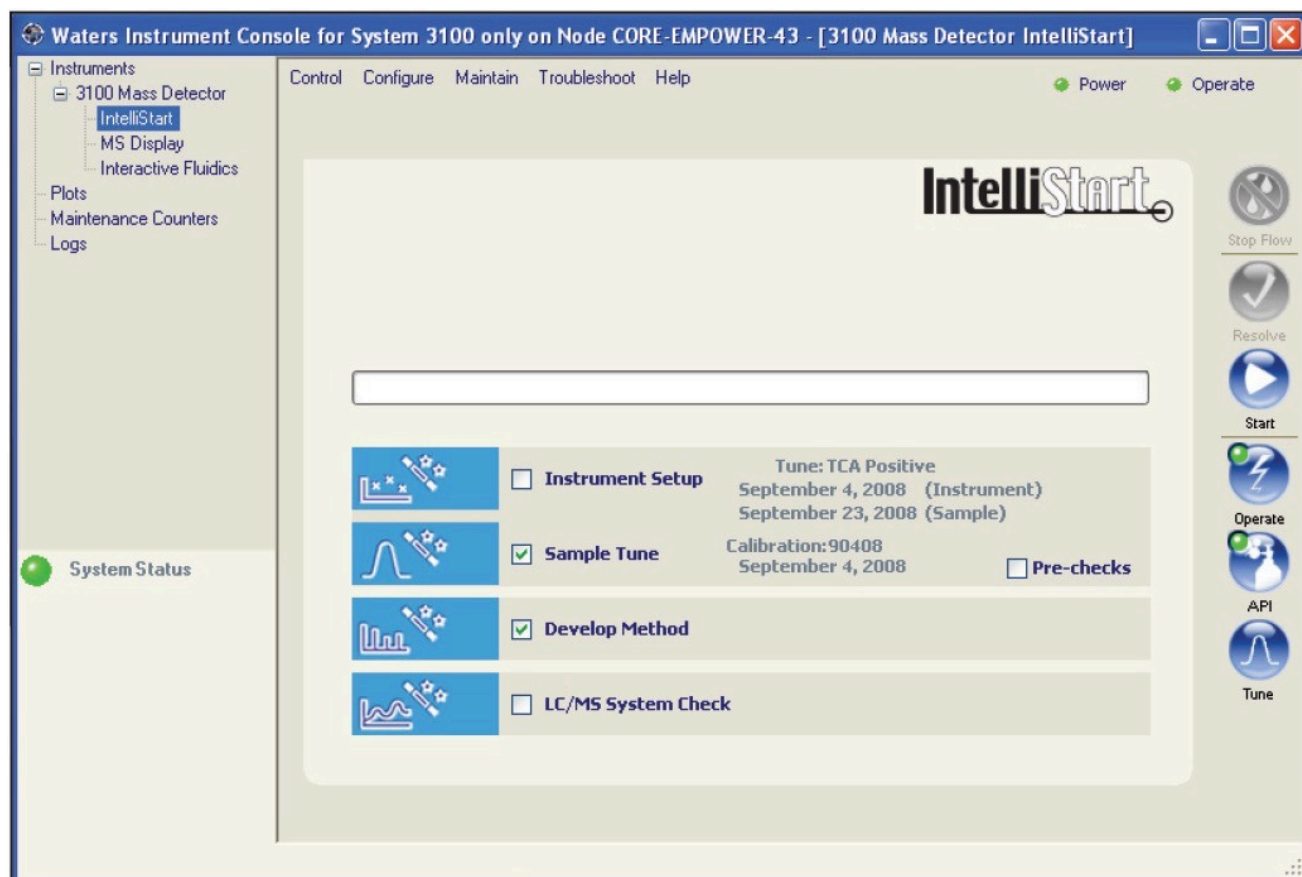 Waters Instrument Console for System 3100 only on Node CORE-EMPOWER-43 - [3100 Mass Detector IntelliStart]
Instruments
3100 Mass Detector
IntelliStart
MS Display
Interactive Fluidics
Plots
Maintenance Counters
Logs
System Status
Control Configure Maintain Troubleshoot Help
Power Operate
IntelliStart
Instrument Setup
Tune: TCA Positive
September 4, 2008 (Instrument)
September 23, 2008 (Sample)
Sample Tune
Calibration:90408
September 4, 2008
Pre-checks
Develop Method
LC/MS System Check
Stop Flow
Resolve
Start
Operate
API
Tune